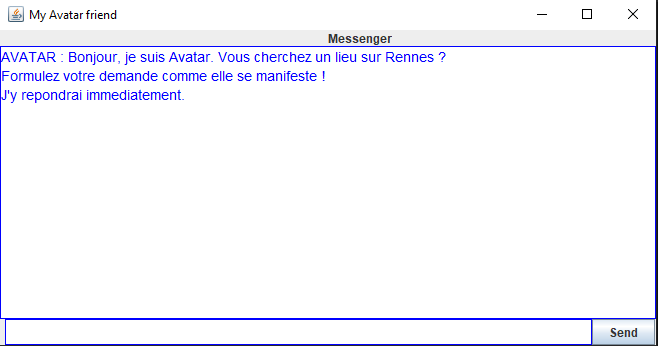 My Avatar friend
Messenger
AVATAR : Bonjour, je suis Avatar. Vous cherchez un lieu sur Rennes ?
Formulez votre demande comme elle se manifeste !
J'y repondrai immediatement.
Send